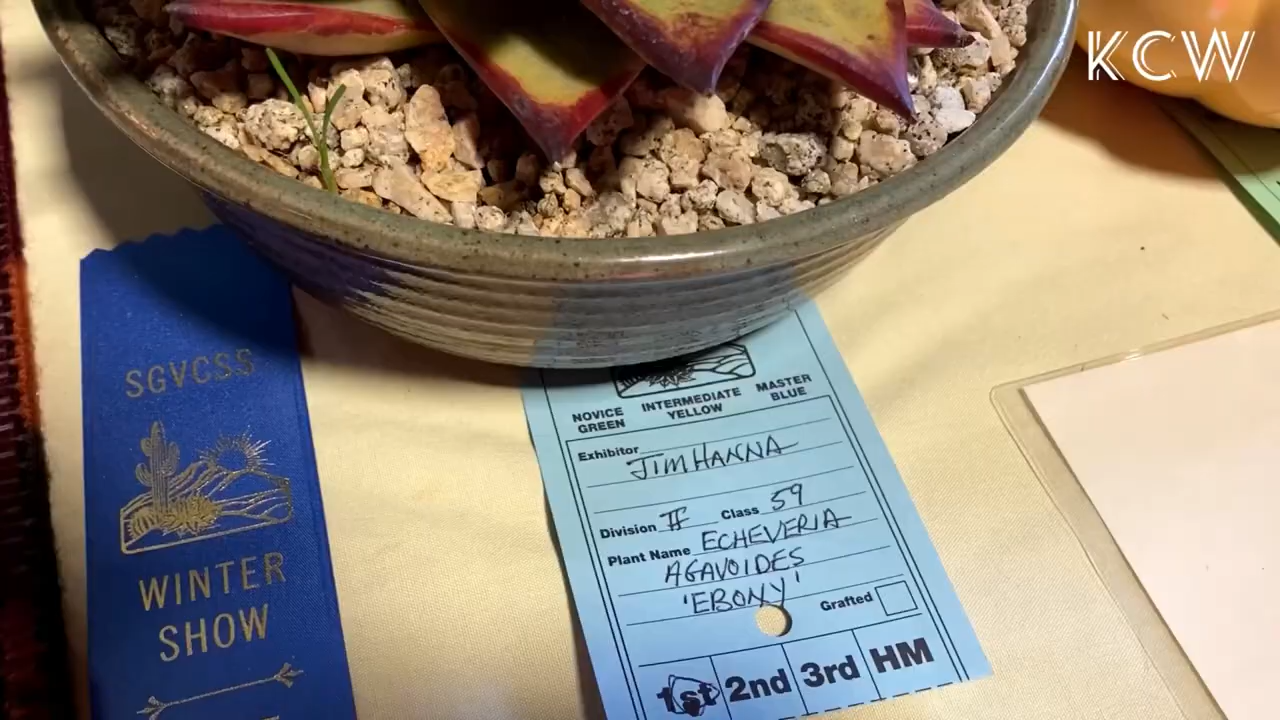 KCW
SGVCSS
WINTER
SHOW
NOVICE INTERMEDIATE MASTER
GREEN YELLOW BLUE
Exhibitor JIM HANNA
Division II Class 59
Plant Name ECHEVERIA
AGAVOIDES
'EBONY'
Grafted
1st 2nd 3rd HM